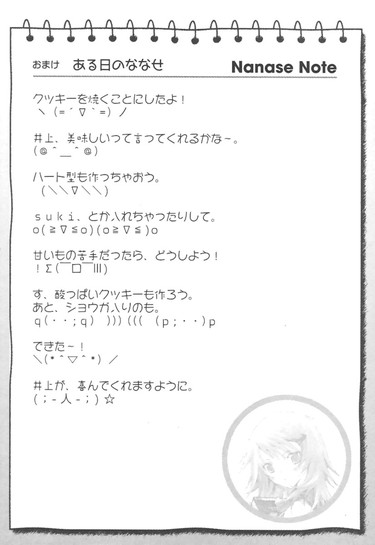 おまけ ある日のななせ Nanase Note
クッキーを焼くことにしたよ！
ヽ（=´∇｀=）ノ
井上、美味しいって言ってくれるかな～。
（＠＾＿＾＠）
ハート型も作っちゃおう。
（＼＼∇＼＼）
ｓｕｋｉ、とか入れちゃったりして。
o(≧∇≦o)(o≧∇≦)o
甘いもの苦手だったら、どうしよう！
！Σ(￣□￣|||)
す、酸っぱいクッキーも作ろう。
あと、ショウガ入りのも。
ｑ（・・；ｑ） ）））（（（ （ｐ；・・）ｐ
できた～！
＼(*＾▽＾*）／
井上が、喜んでくれますように。
(；-人-；)☆